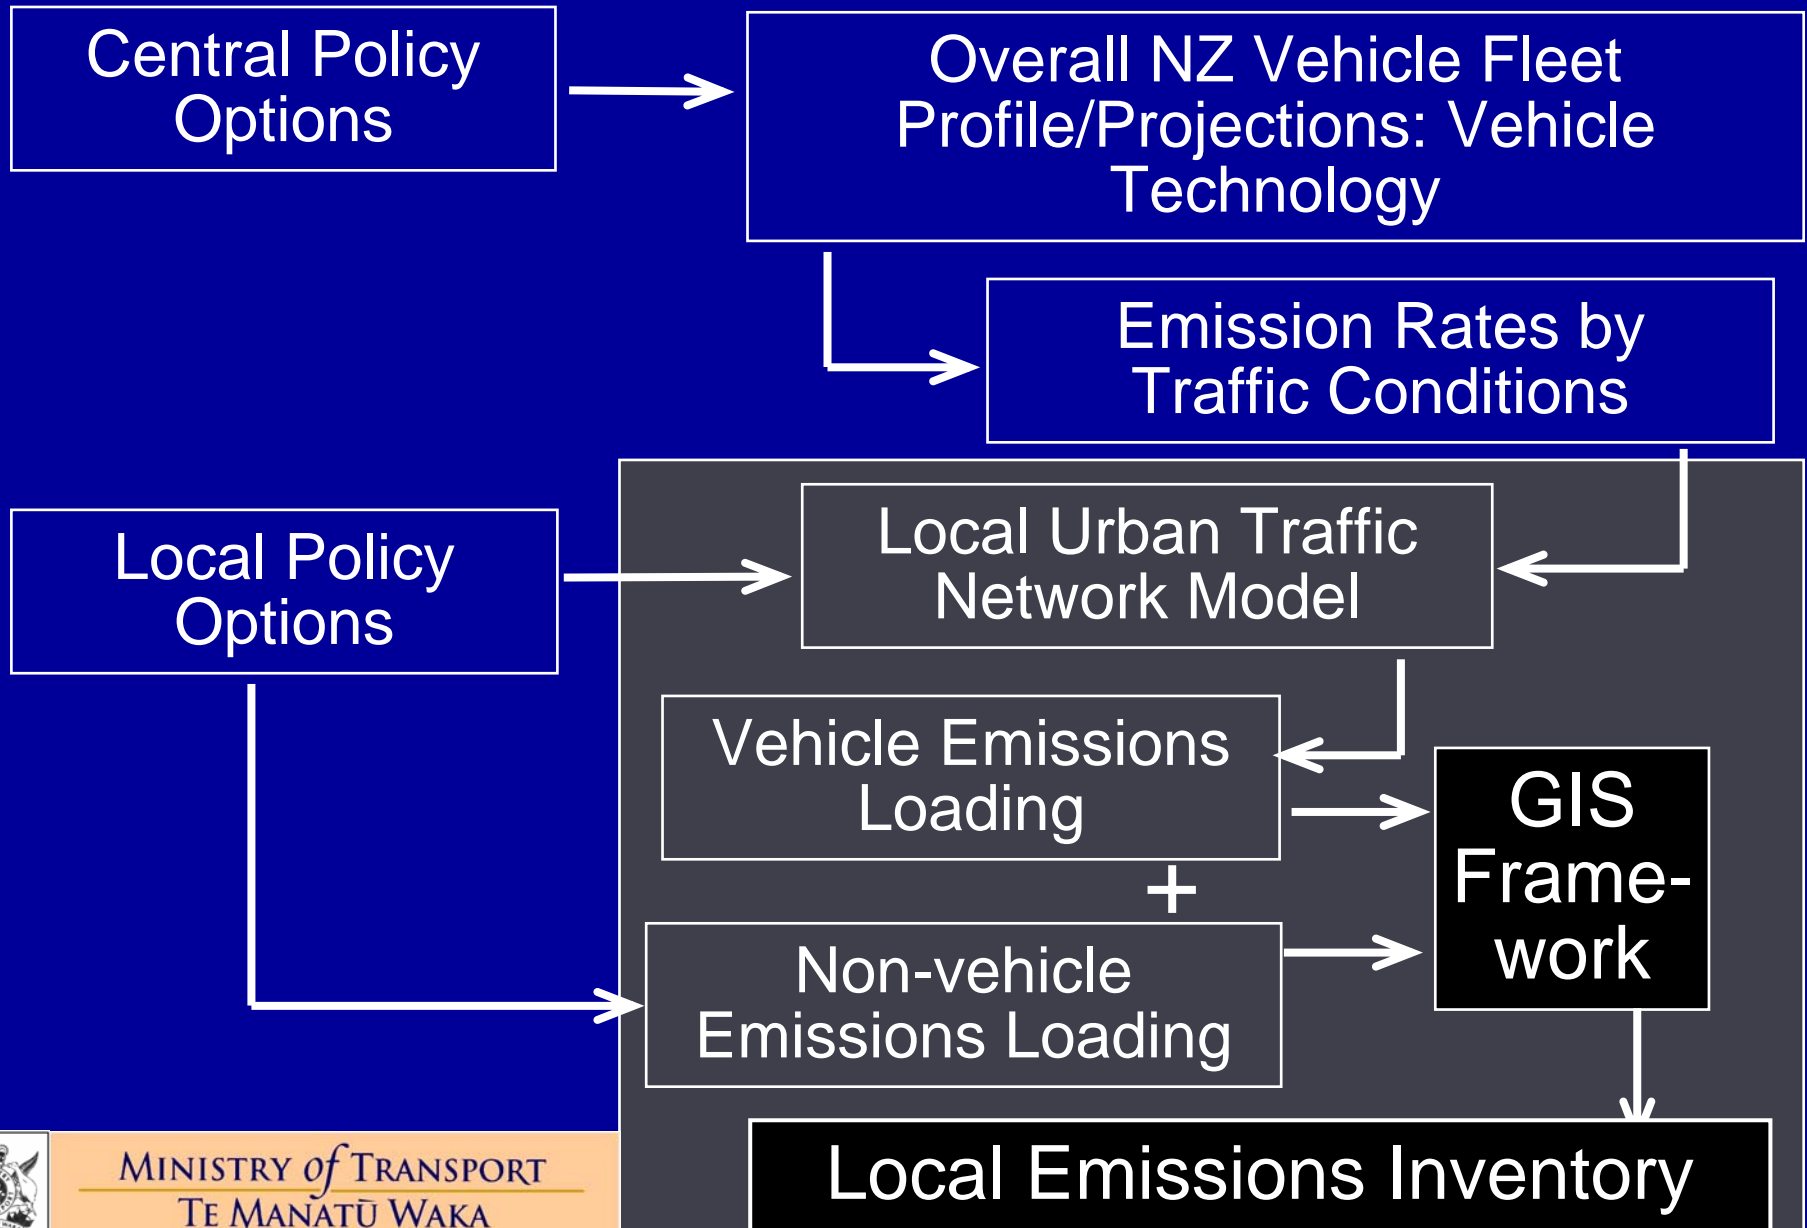 Central Policy
Options
Overall NZ Vehicle Fleet
Profile/Projections: Vehicle
Technology
Emission Rates by
Traffic Conditions
Local Policy
Options
Local Urban Traffic
Network Model
Vehicle Emissions
Loading
+
Non-vehicle
Emissions Loading
GIS
Frame-
work
Local Emissions Inventory
MINISTRY of TRANSPORT
TE MANATŪ WAKA